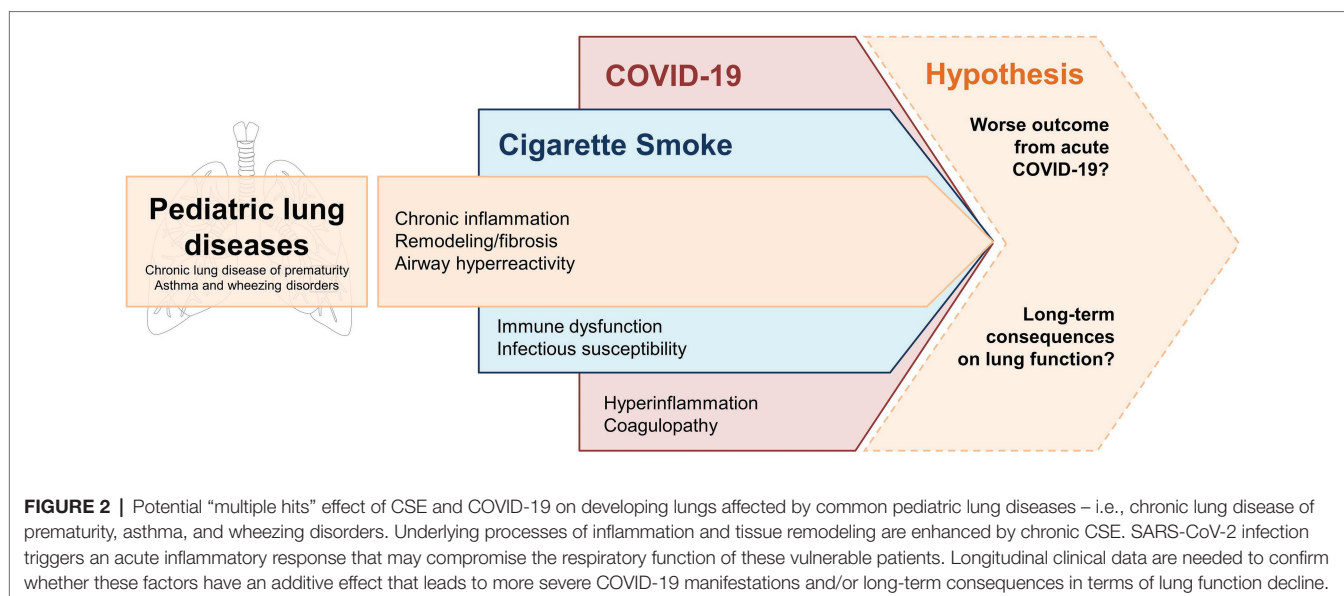 COVID-19
Hypothesis
Worse outcome
from acute
COVID-19?
Cigarette Smoke
Pediatric lung
diseases
Chronic lung disease of prematurity
Asthma and wheezing disorders
Chronic inflammation
Remodeling/fibrosis
Airway hyperreactivity
Immune dysfunction
Infectious susceptibility
Long-term
consequences
on lung function?
Hyperinflammation
Coagulopathy
FIGURE 2 | Potential “multiple hits” effect of CSE and COVID-19 on developing lungs affected by common pediatric lung diseases – i.e., chronic lung disease of
prematurity, asthma, and wheezing disorders. Underlying processes of inflammation and tissue remodeling are enhanced by chronic CSE. SARS-CoV-2 infection
triggers an acute inflammatory response that may compromise the respiratory function of these vulnerable patients. Longitudinal clinical data are needed to confirm
whether these factors have an additive effect that leads to more severe COVID-19 manifestations and/or long-term consequences in terms of lung function decline.